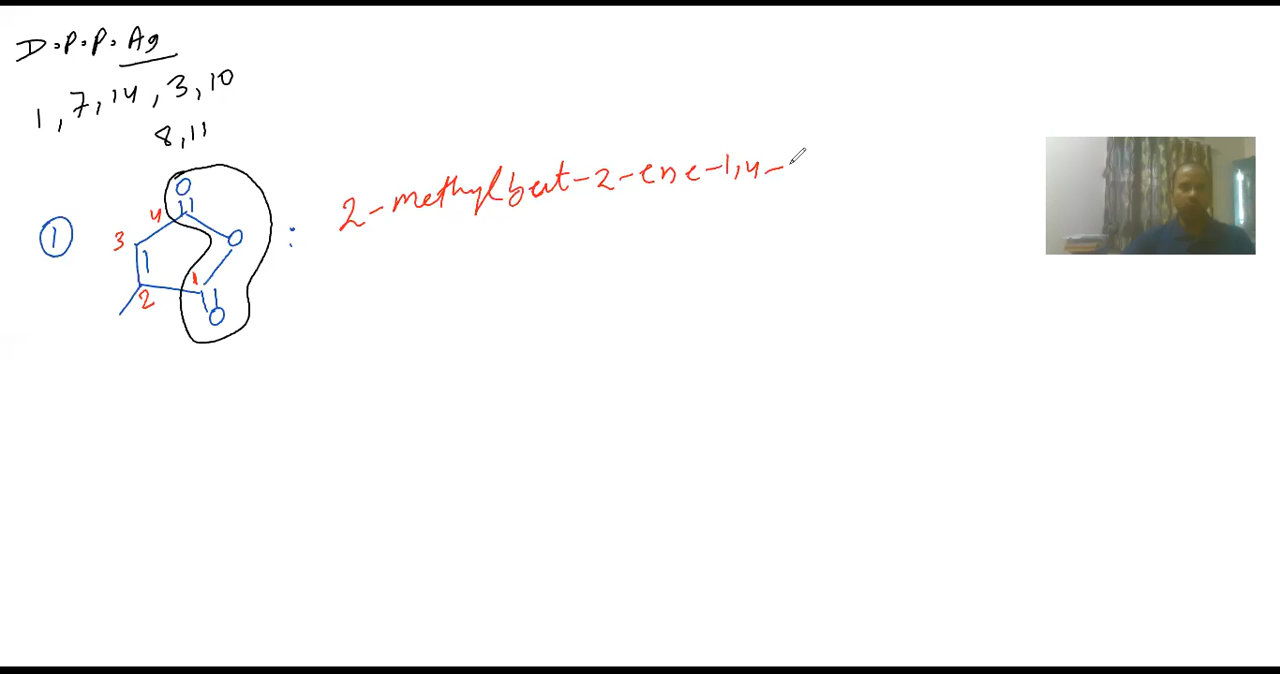 D.P.P. Ag
1, 7, 14, 3, 10
8, 11
① : 2-methylbut-2-ene-1,4-
O
4
3
O
1
2
O